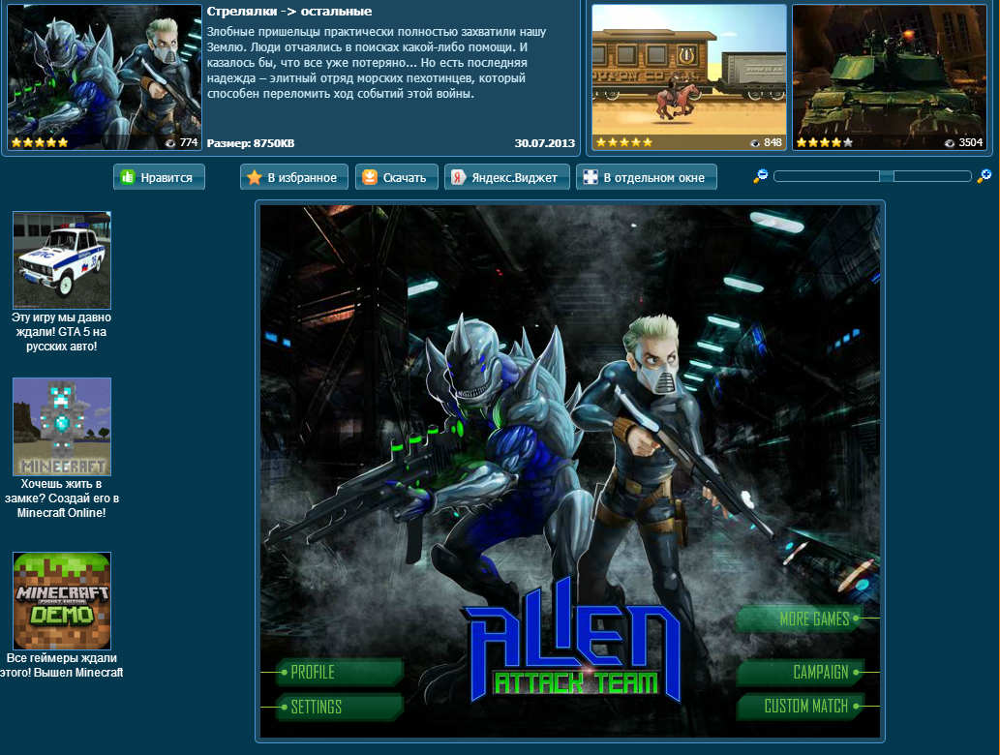 Стрелялки -> остальные
Злобные пришельцы практически полностью захватили нашу
Землю. Люди отчаялись в поисках какой-либо помощи. И
казалось бы, что все уже потеряно... Но есть последняя
надежда – элитный отряд морских пехотинцев, который
способен переломить ход событий этой войны.
774
Размер: 8750KB
30.07.2013
848
3504
Нравится
В избранное
Скачать
Яндекс.Виджет
В отдельном окне
ДПС
Эту игру мы давно
ждали! GTA 5 на
русских авто!
MINECRAFT
Хочешь жить в
замке? Создай его в
Minecraft Online!
MINECRAFT
POCKET EDITION
DEMO
Все геймеры ждали
этого! Вышел Minecraft
ALIEN
ATTACK TEAM
PROFILE
SETTINGS
MORE GAMES
CAMPAIGN
CUSTOM MATCH